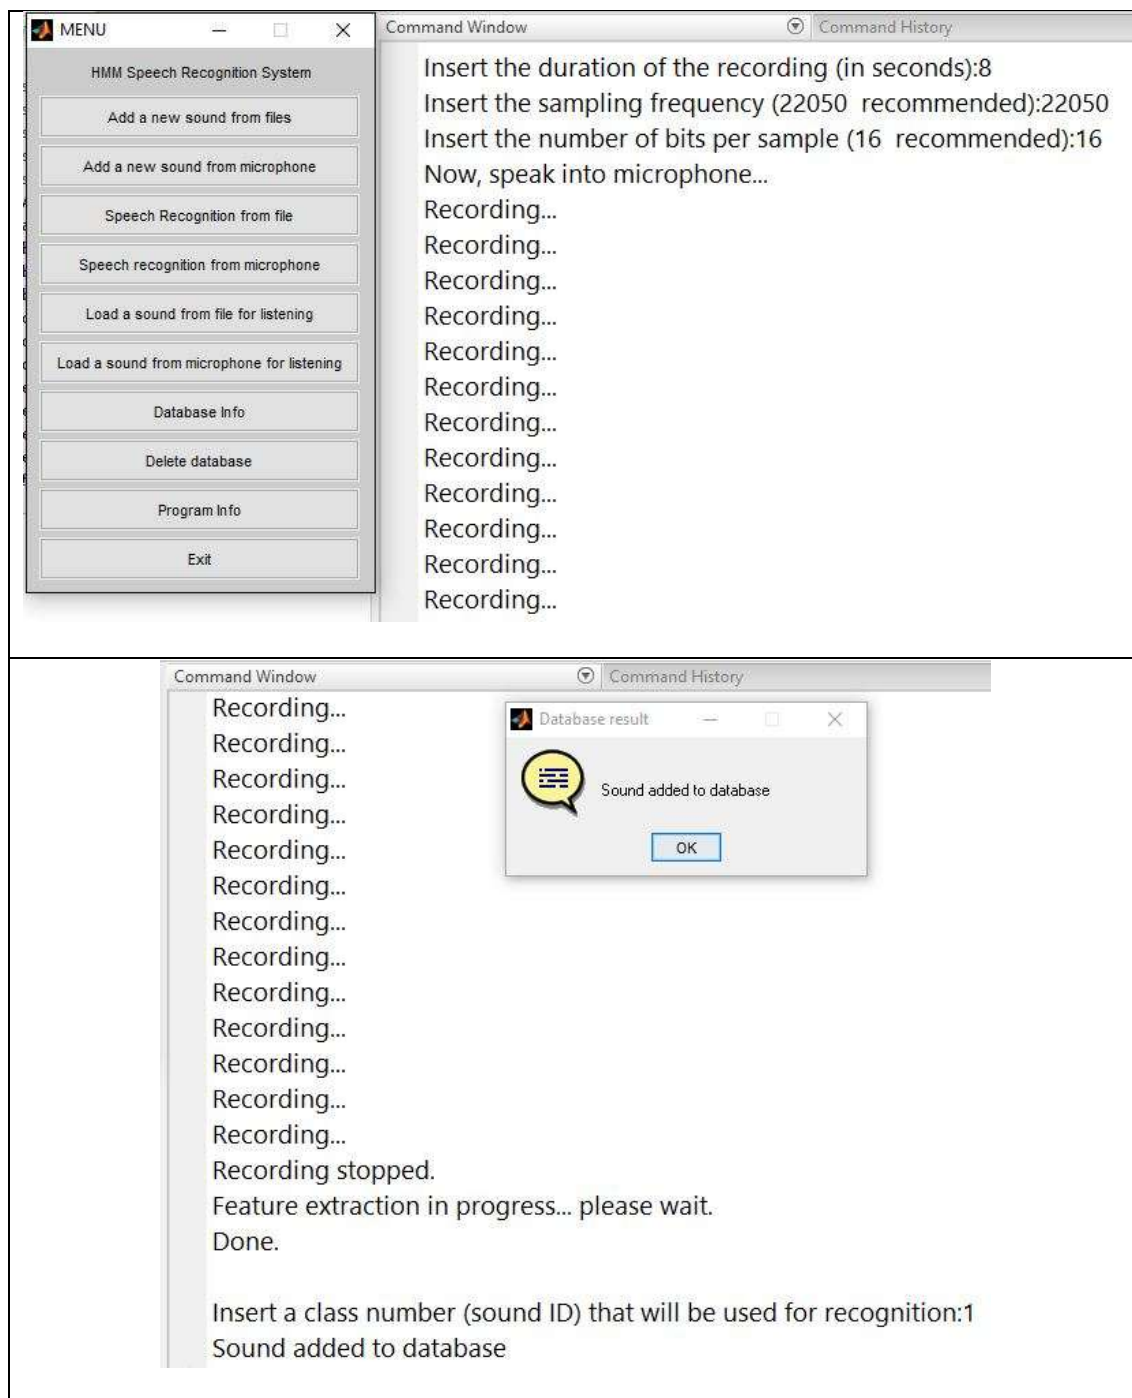 MENU
HMM Speech Recognition System
Add a new sound from files
Add a new sound from microphone
Speech Recognition from file
Speech recognition from microphone
Load a sound from file for listening
Load a sound from microphone for listening
Database Info
Delete database
Program Info
Exit
Command Window
Command History
Insert the duration of the recording (in seconds):8
Insert the sampling frequency (22050 recommended):22050
Insert the number of bits per sample (16 recommended):16
Now, speak into microphone...
Recording...
Recording...
Recording...
Recording...
Recording...
Recording...
Recording...
Recording...
Recording...
Recording...
Recording...
Recording...
Command Window
Command History
Recording...
Recording...
Recording...
Recording...
Recording...
Recording...
Recording...
Recording...
Recording...
Recording...
Recording...
Recording...
Recording...
Recording stopped.
Feature extraction in progress... please wait.
Done.
Insert a class number (sound ID) that will be used for recognition:1
Sound added to database
Database result
Sound added to database
OK